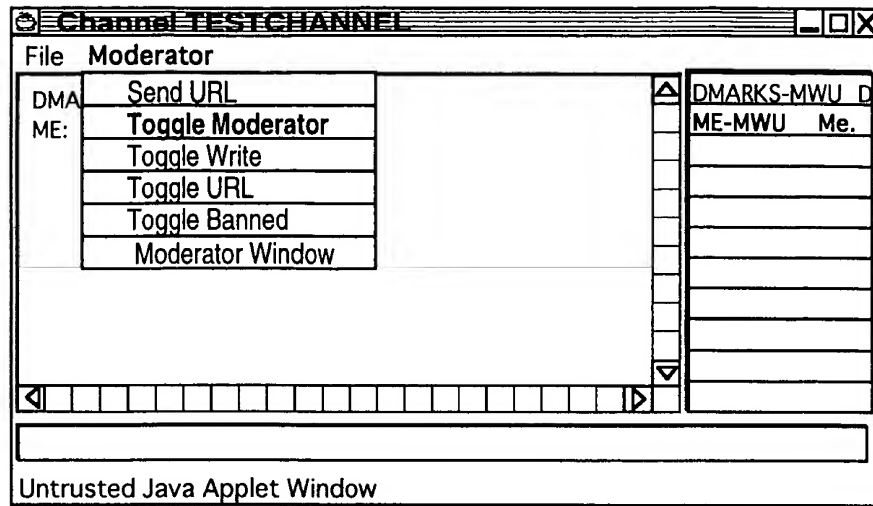 Channel TESTCHANNEL
File Moderator
DMA Send URL DMARKS-MWU D
ME: Toggle Moderator ME-MWU Me.
Toggle Write
Toggle URL
Toggle Banned
Moderator Window
Untrusted Java Applet Window